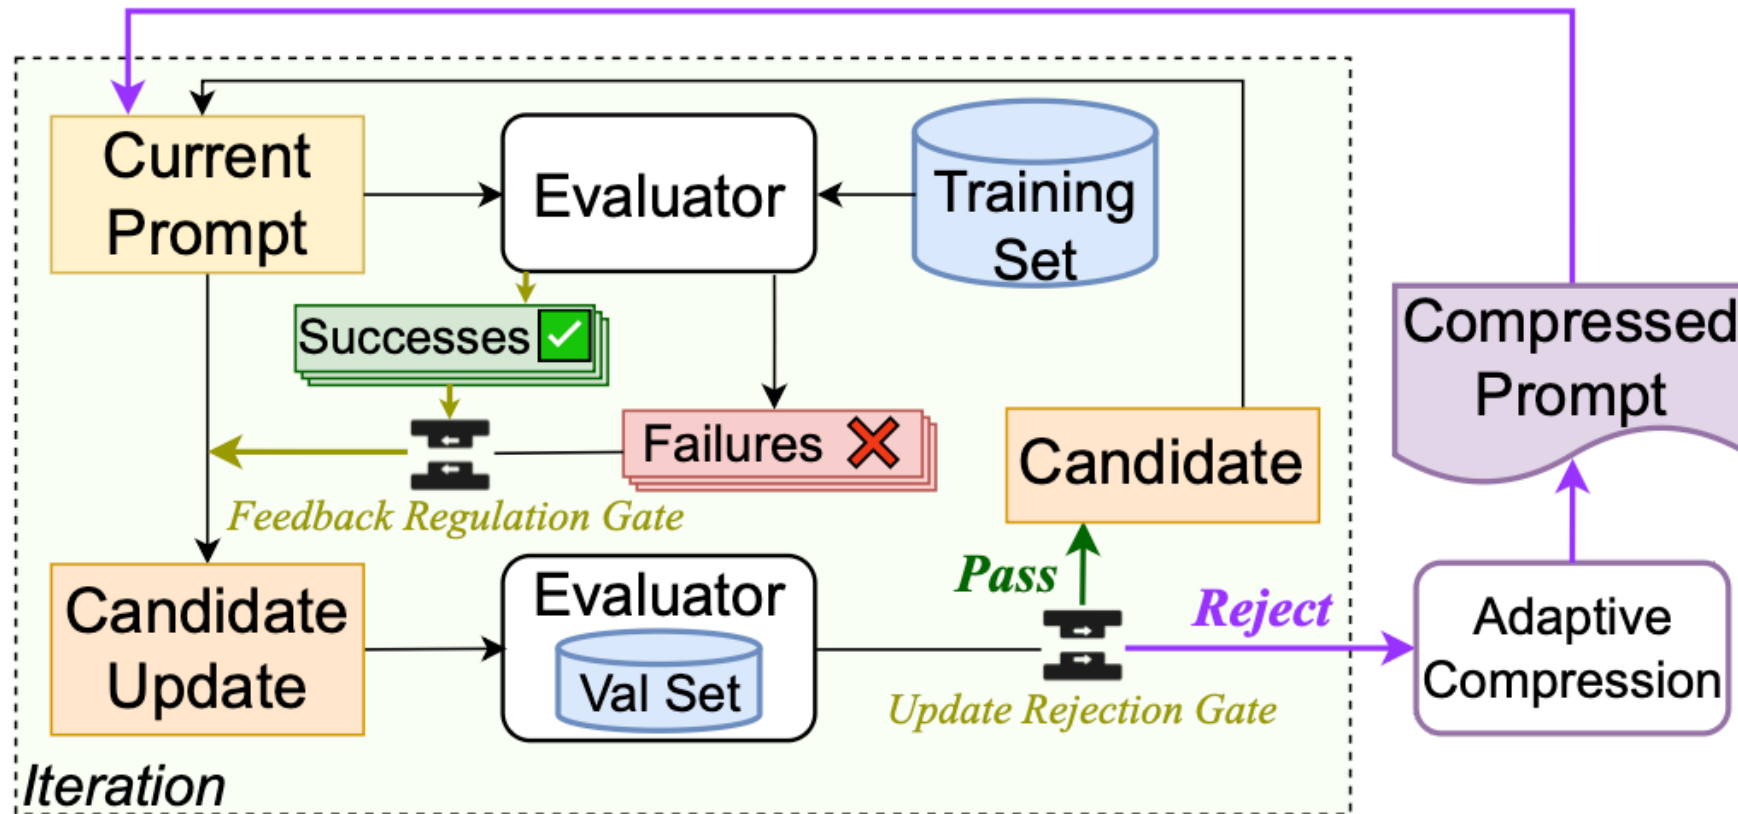 Current
Prompt
Evaluator
Training
Set
Successes
Failures
Feedback Regulation Gate
Candidate
Compressed
Prompt
Candidate
Update
Evaluator
Val Set
Pass
Reject
Update Rejection Gate
Adaptive
Compression
Iteration